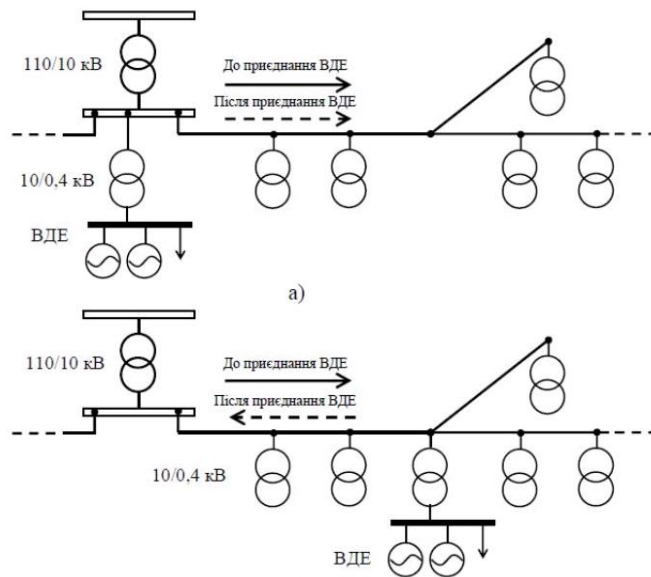 110/10 кВ
До приєднання ВДЕ
Після приєднання ВДЕ
10/0,4 кВ
ВДЕ
а)
110/10 кВ
До приєднання ВДЕ
Після приєднання ВДЕ
10/0,4 кВ
ВДЕ